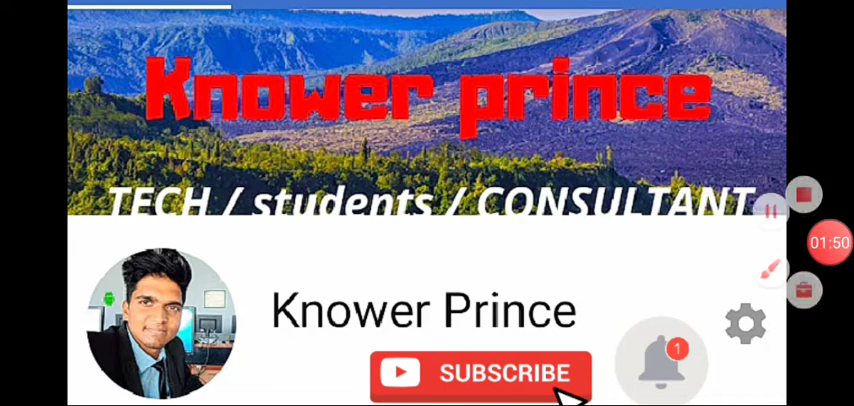 Knower prince
TECH / students / CONSULTANT
Knower Prince
SUBSCRIBE
1
01:50